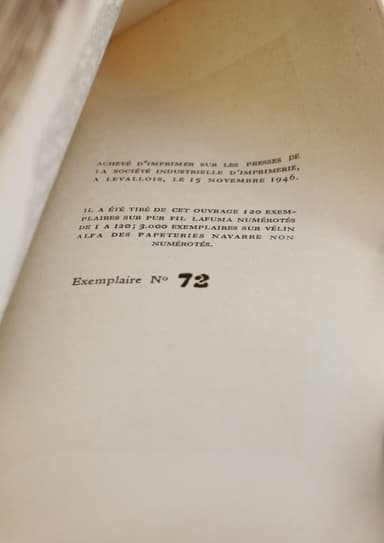 ACHEVÉ D'IMPRIMER SUR LES PRESSES DE
LA SOCIÉTÉ INDUSTRIELLE D'IMPRIMERIE,
A LEVALLOIS, LE 15 NOVEMBRE 1946.
IL A ÉTÉ TIRÉ DE CET OUVRAGE 120 EXEM-
PLAIRES SUR PUR FIL LAFUMA NUMÉROTÉS
DE 1 A 120; 3.000 EXEMPLAIRES SUR VÉLIN
ALFA DES PAPETERIES NAVARRE NON
NUMÉROTÉS.
Exemplaire No 72